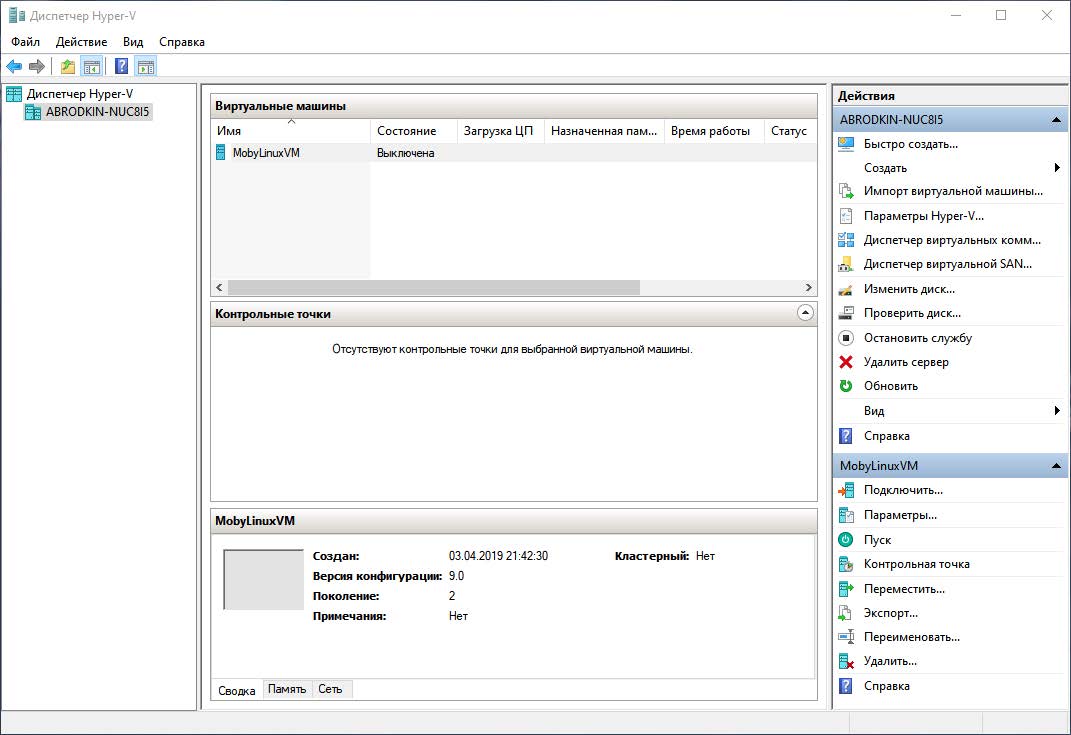 Диспетчер Hyper-V
Файл Действие Вид Справка
Диспетчер Hyper-V
ABRODKIN-NUC8I5
Виртуальные машины
Имя Состояние Загрузка ЦП Назначенная пам... Время работы Статус
MobyLinuxVM Выключена
Контрольные точки
Отсутствуют контрольные точки для выбранной виртуальной машины.
MobyLinuxVM
Создан: 03.04.2019 21:42:30 Кластерный: Нет
Версия конфигурации: 9.0
Поколение: 2
Примечания: Нет
Сводка Память Сеть
Действия
ABRODKIN-NUC8I5
Быстро создать...
Создать
Импорт виртуальной машины...
Параметры Hyper-V...
Диспетчер виртуальных комм...
Диспетчер виртуальной SAN...
Изменить диск...
Проверить диск...
Остановить службу
Удалить сервер
Обновить
Вид
Справка
MobyLinuxVM
Подключить...
Параметры...
Пуск
Контрольная точка
Переместить...
Экспорт...
Переименовать...
Удалить...
Справка